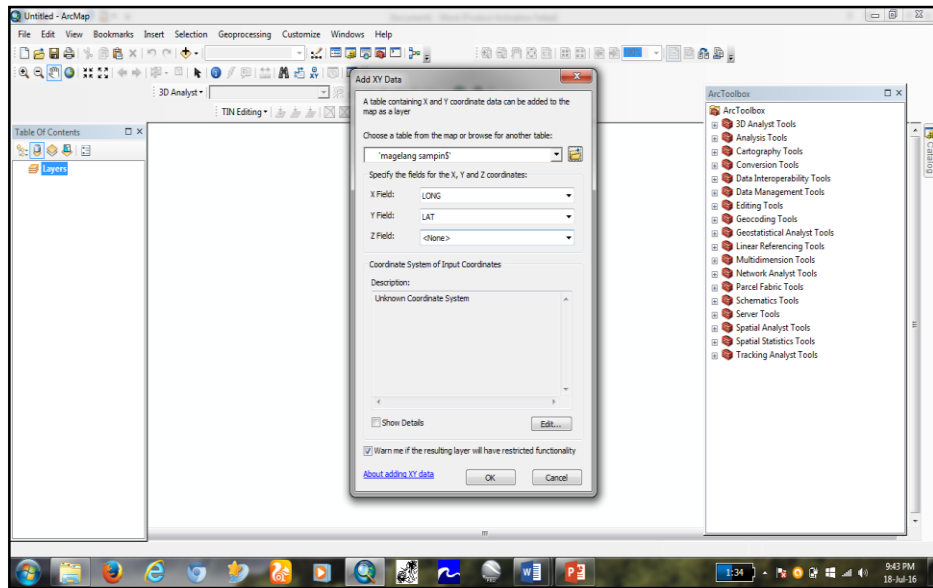 Untitled - ArcMap
File Edit View Bookmarks Insert Selection Geoprocessing Customize Windows Help
3D Analyst
TIN Editing
Table Of Contents
Layers
Add XY Data
A table containing X and Y coordinate data can be added to the
map as a layer
Choose a table from the map or browse for another table:
'magelang sampin$'
Specify the fields for the X, Y and Z coordinates:
X Field: LONG
Y Field: LAT
Z Field: <None>
Coordinate System of Input Coordinates
Description:
Unknown Coordinate System
Show Details
Edit...
Warn me if the resulting layer will have restricted functionality
About adding XY data
OK
Cancel
ArcToolbox
ArcToolbox
3D Analyst Tools
Analysis Tools
Cartography Tools
Conversion Tools
Data Interoperability Tools
Data Management Tools
Editing Tools
Geocoding Tools
Geostatistical Analyst Tools
Linear Referencing Tools
Multidimension Tools
Network Analyst Tools
Parcel Fabric Tools
Schematics Tools
Server Tools
Spatial Analyst Tools
Spatial Statistics Tools
Tracking Analyst Tools
Catalog
1:34
9:43 PM
18-Jul-16